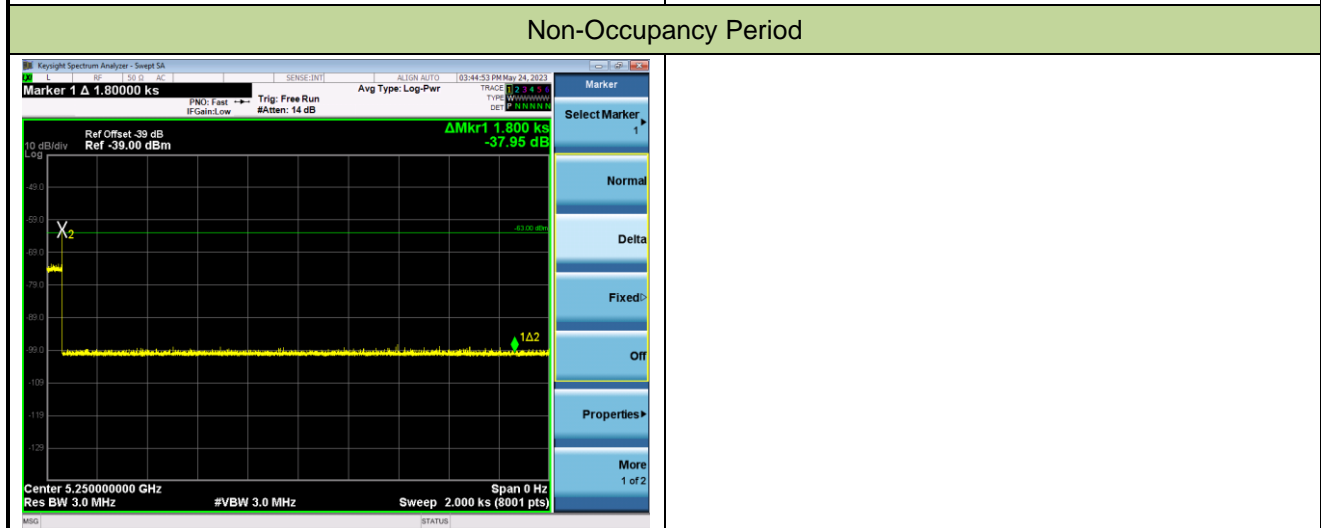 Non-Occupancy Period
Keysight Spectrum Analyzer - Swept SA
L RF 50 Ω AC SENSE:INT ALIGN AUTO 03:44:53 PM May 24, 2023
Marker 1 Δ 1.80000 ks
PNO: Fast
IFGain:Low
Trig: Free Run
#Atten: 14 dB
Avg Type: Log-Pwr
TRACE 1 2 3 4 5 6
TYPE WWWWWW
DET P N N N N N
Marker
Select Marker
1
ΔMkr1 1.800 ks
-37.95 dB
Ref Offset -39 dB
10 dB/div Ref -39.00 dBm
Log
-49.0
-59.0
-69.0
-79.0
-89.0
-99.0
-109
-119
-129
X2
-63.00 dBm
1Δ2
Normal
Delta
Fixed
Off
Properties
More
1 of 2
Center 5.250000000 GHz Span 0 Hz
Res BW 3.0 MHz #VBW 3.0 MHz Sweep 2.000 ks (8001 pts)
MSG STATUS